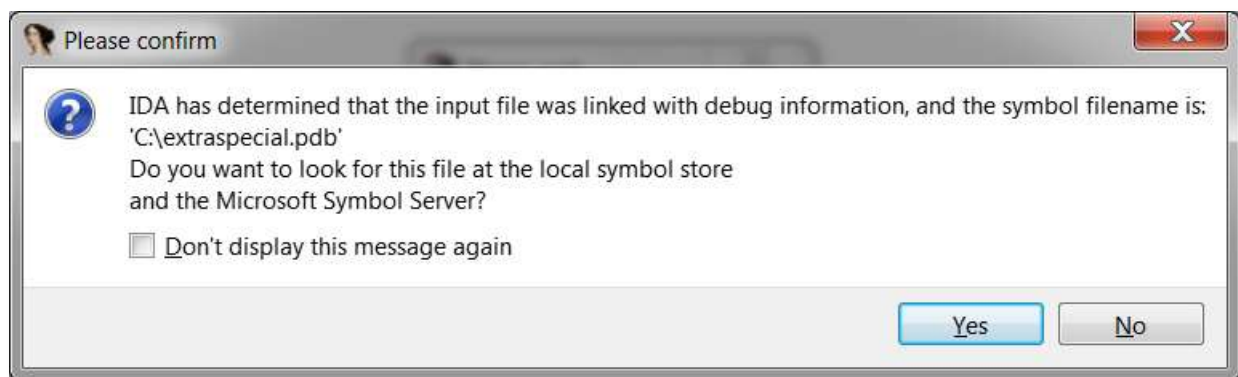 Please confirm
IDA has determined that the input file was linked with debug information, and the symbol filename is:
'C:\extraspecial.pdb'
Do you want to look for this file at the local symbol store
and the Microsoft Symbol Server?
Don't display this message again
Yes
No